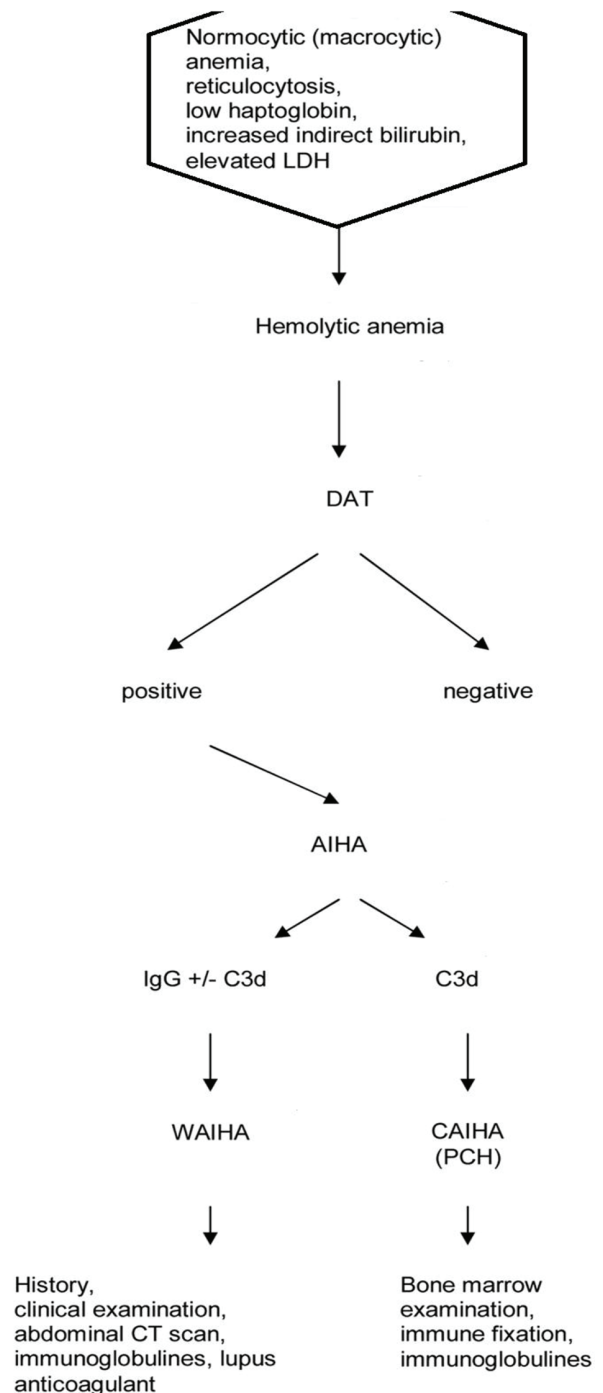 Normocytic (macrocytic)
anemia,
reticulocytosis,
low haptoglobin,
increased indirect bilirubin,
elevated LDH
Hemolytic anemia
DAT
positive
negative
AIHA
IgG +/- C3d
C3d
WAIHA
CAIHA
(PCH)
History,
clinical examination,
abdominal CT scan,
immunoglobulines, lupus
anticoagulant
Bone marrow
examination,
immune fixation,
immunoglobulines